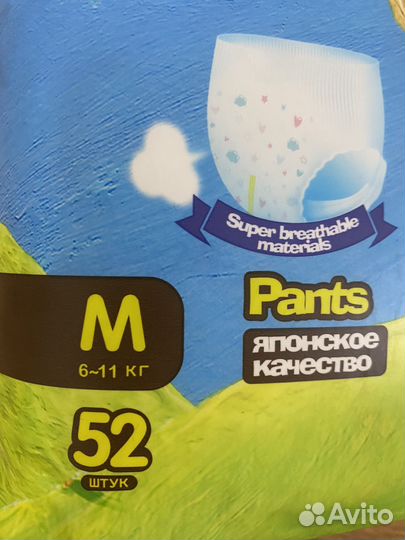 Super breathable
materials
M
6~11 КГ
Pants
ЯПОНСКОЕ
КАЧЕСТВО
52
ШТУК
Avito